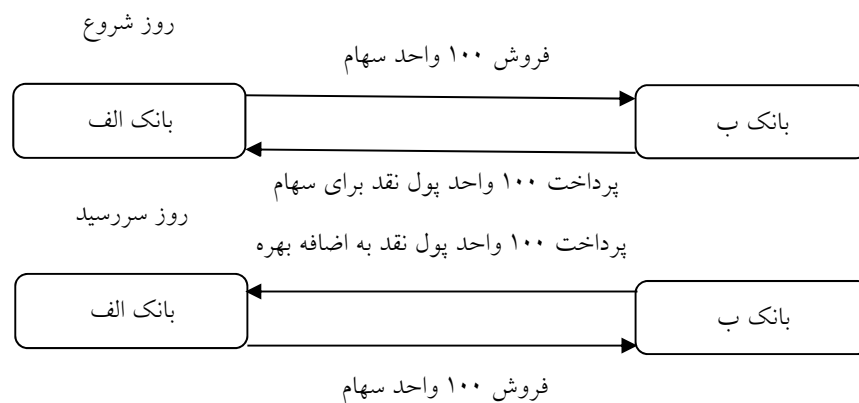 روز شروع
فروش ۱۰۰ واحد سهام
بانک الف
بانک ب
پرداخت ۱۰۰ واحد پول نقد برای سهام
روز سررسید
پرداخت ۱۰۰ واحد پول نقد به اضافه بهره
بانک الف
بانک ب
فروش ۱۰۰ واحد سهام